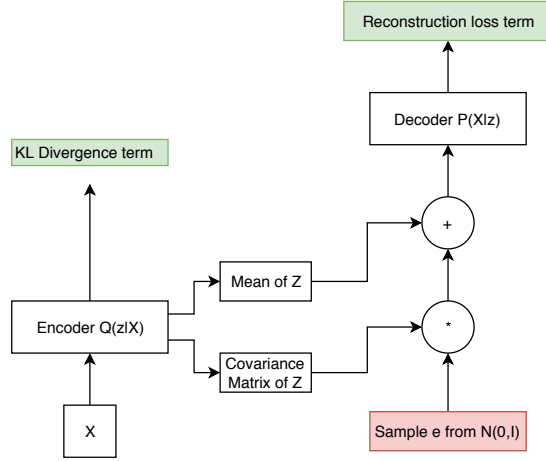 Reconstruction loss term
Decoder P(X|z)
KL Divergence term
+
Mean of Z
Encoder Q(z|X)
*
Covariance
Matrix of Z
X
Sample e from N(0,I)